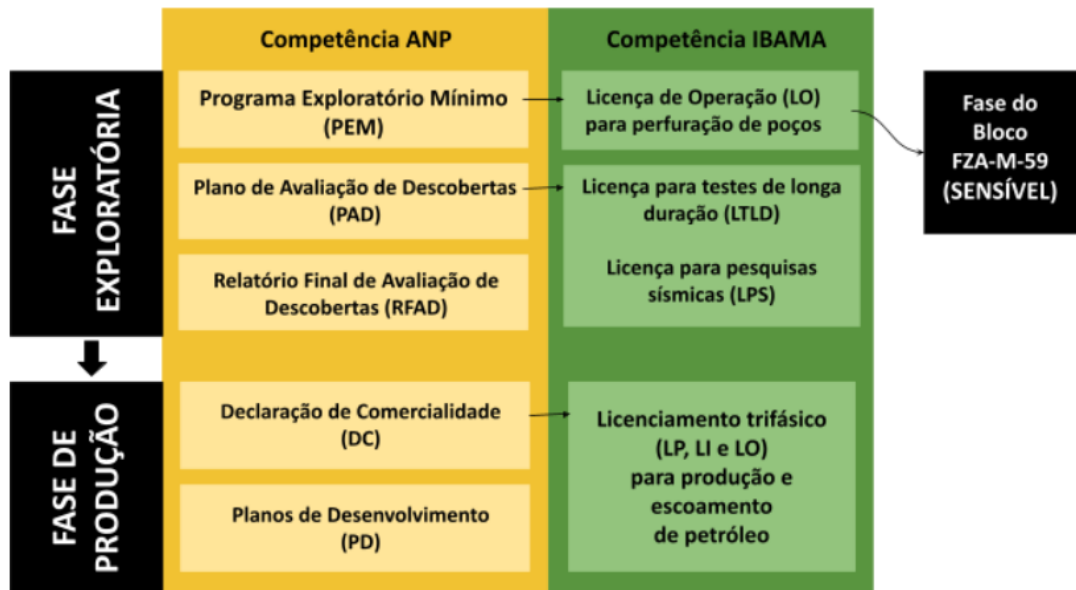 Competência ANP
Competência IBAMA
FASE
EXPLORATÓRIA
Programa Exploratório Mínimo
(PEM)
Licença de Operação (LO)
para perfuração de poços
Fase do
Bloco
FZA-M-59
(SENSÍVEL)
Plano de Avaliação de Descobertas
(PAD)
Licença para testes de longa
duração (LTLD)
Relatório Final de Avaliação de
Descobertas (RFAD)
Licença para pesquisas
sísmicas (LPS)
FASE DE
PRODUÇÃO
Declaração de Comercialidade
(DC)
Licenciamento trifásico
(LP, LI e LO)
para produção e
escoamento
de petróleo
Planos de Desenvolvimento
(PD)